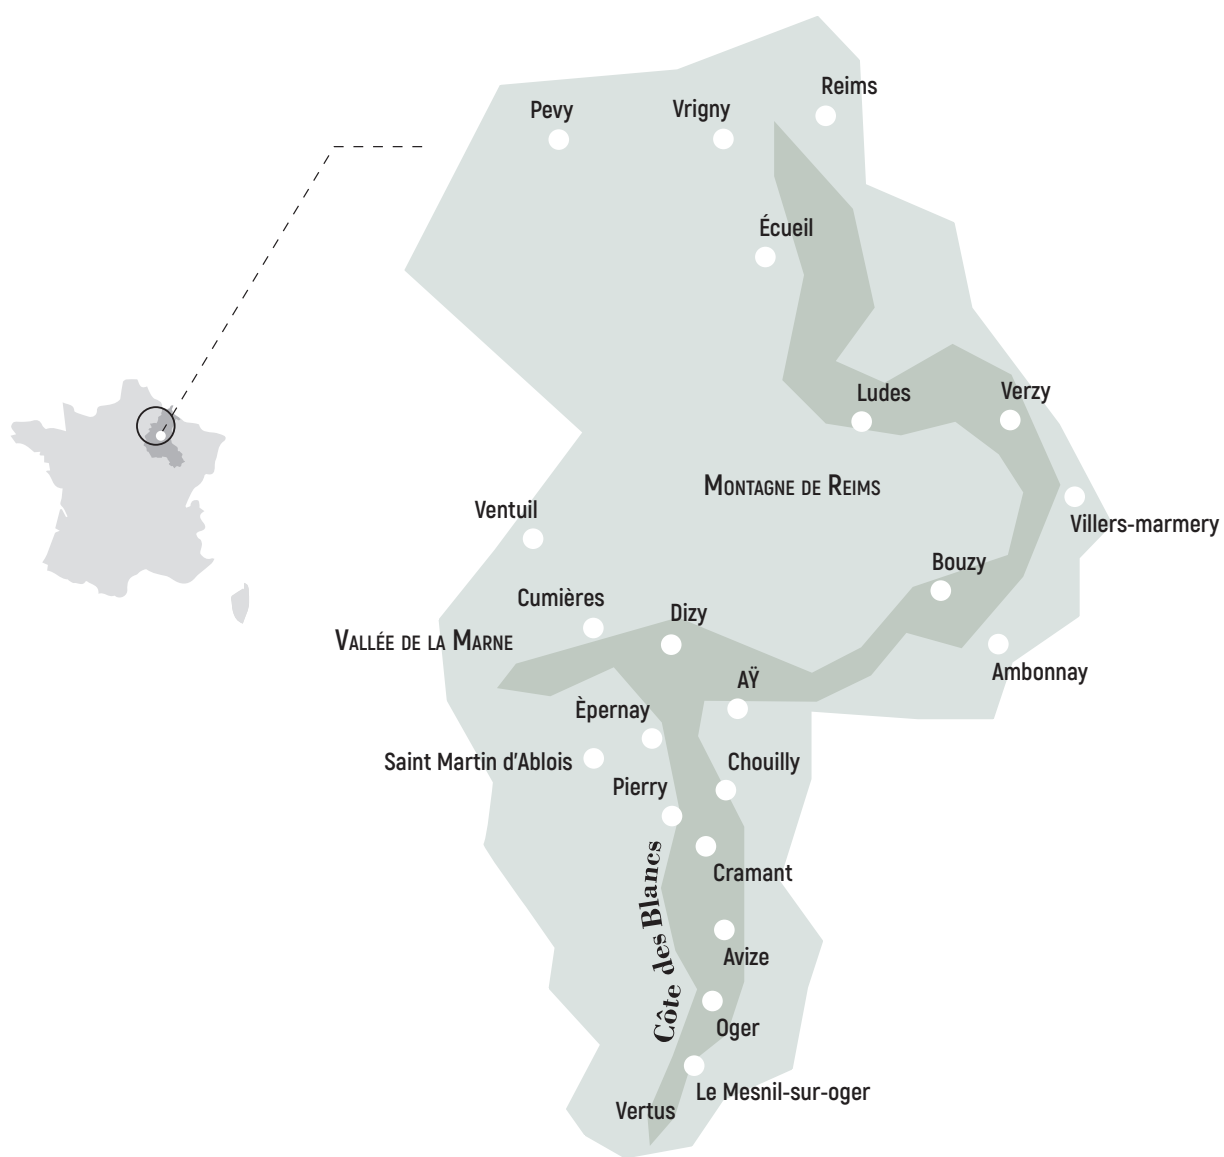 Reims
Pevy
Vrigny
Écueil
Ludes
Verzy
Montagne de Reims
Ventuil
Villers-marmery
Bouzy
Cumières
Dizy
Vallée de la Marne
Ambonnay
AŸ
Èpernay
Saint Martin d'Ablois
Chouilly
Pierry
Cramant
Côte des Blancs
Avize
Oger
Le Mesnil-sur-oger
Vertus